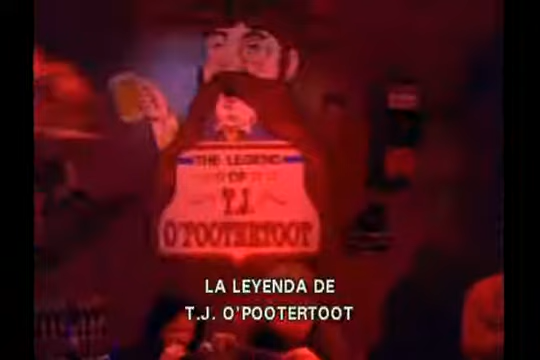 THE LEGEND
OF
T.J.
O'POOTERTOOT
LA LEYENDA DE
T.J. O'POOTERTOOT